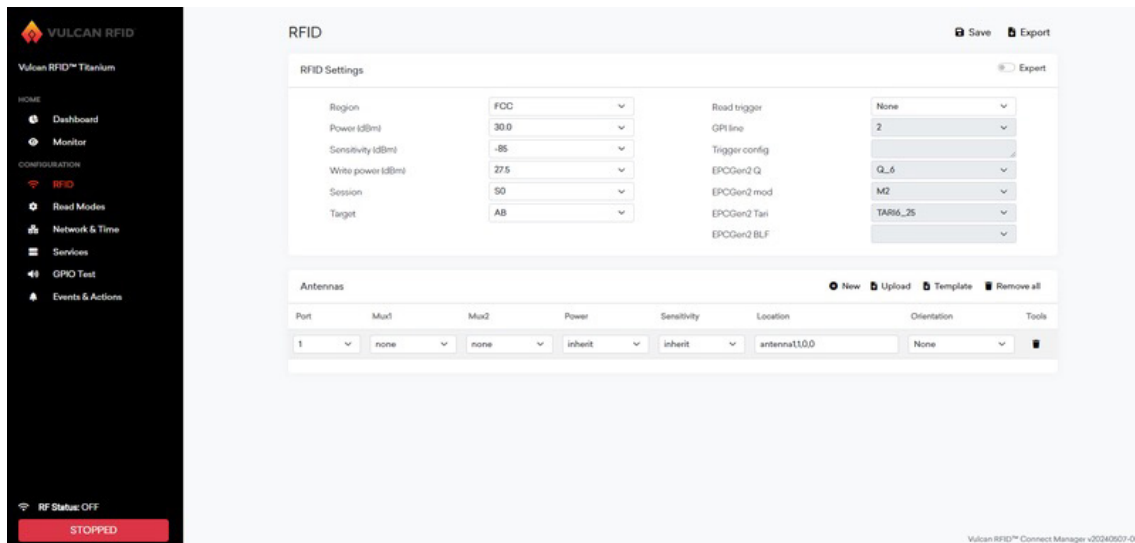 VULCAN RFID
Vulcan RFID™ Titanium
HOME
Dashboard
Monitor
CONFIGURATION
RFID
Read Modes
Network & Time
Services
GPIO Test
Events & Actions
RF Status: OFF
STOPPED
RFID
Save Export
RFID Settings
Expert
Region FCC
Power (dBm) 30.0
Sensitivity (dBm) -85
Write power (dBm) 27.5
Session S0
Target AB
Read trigger None
GPI line 2
Trigger config
EPCGen2 Q Q_6
EPCGen2 mod M2
EPCGen2 Tari TARI6_25
EPCGen2 BLF
Antennas
New Upload Template Remove all
Port Mux1 Mux2 Power Sensitivity Location Orientation Tools
1 none none inherit inherit antenna1,1,0,0 None
Vulcan RFID™ Connect Manager v20240507-0